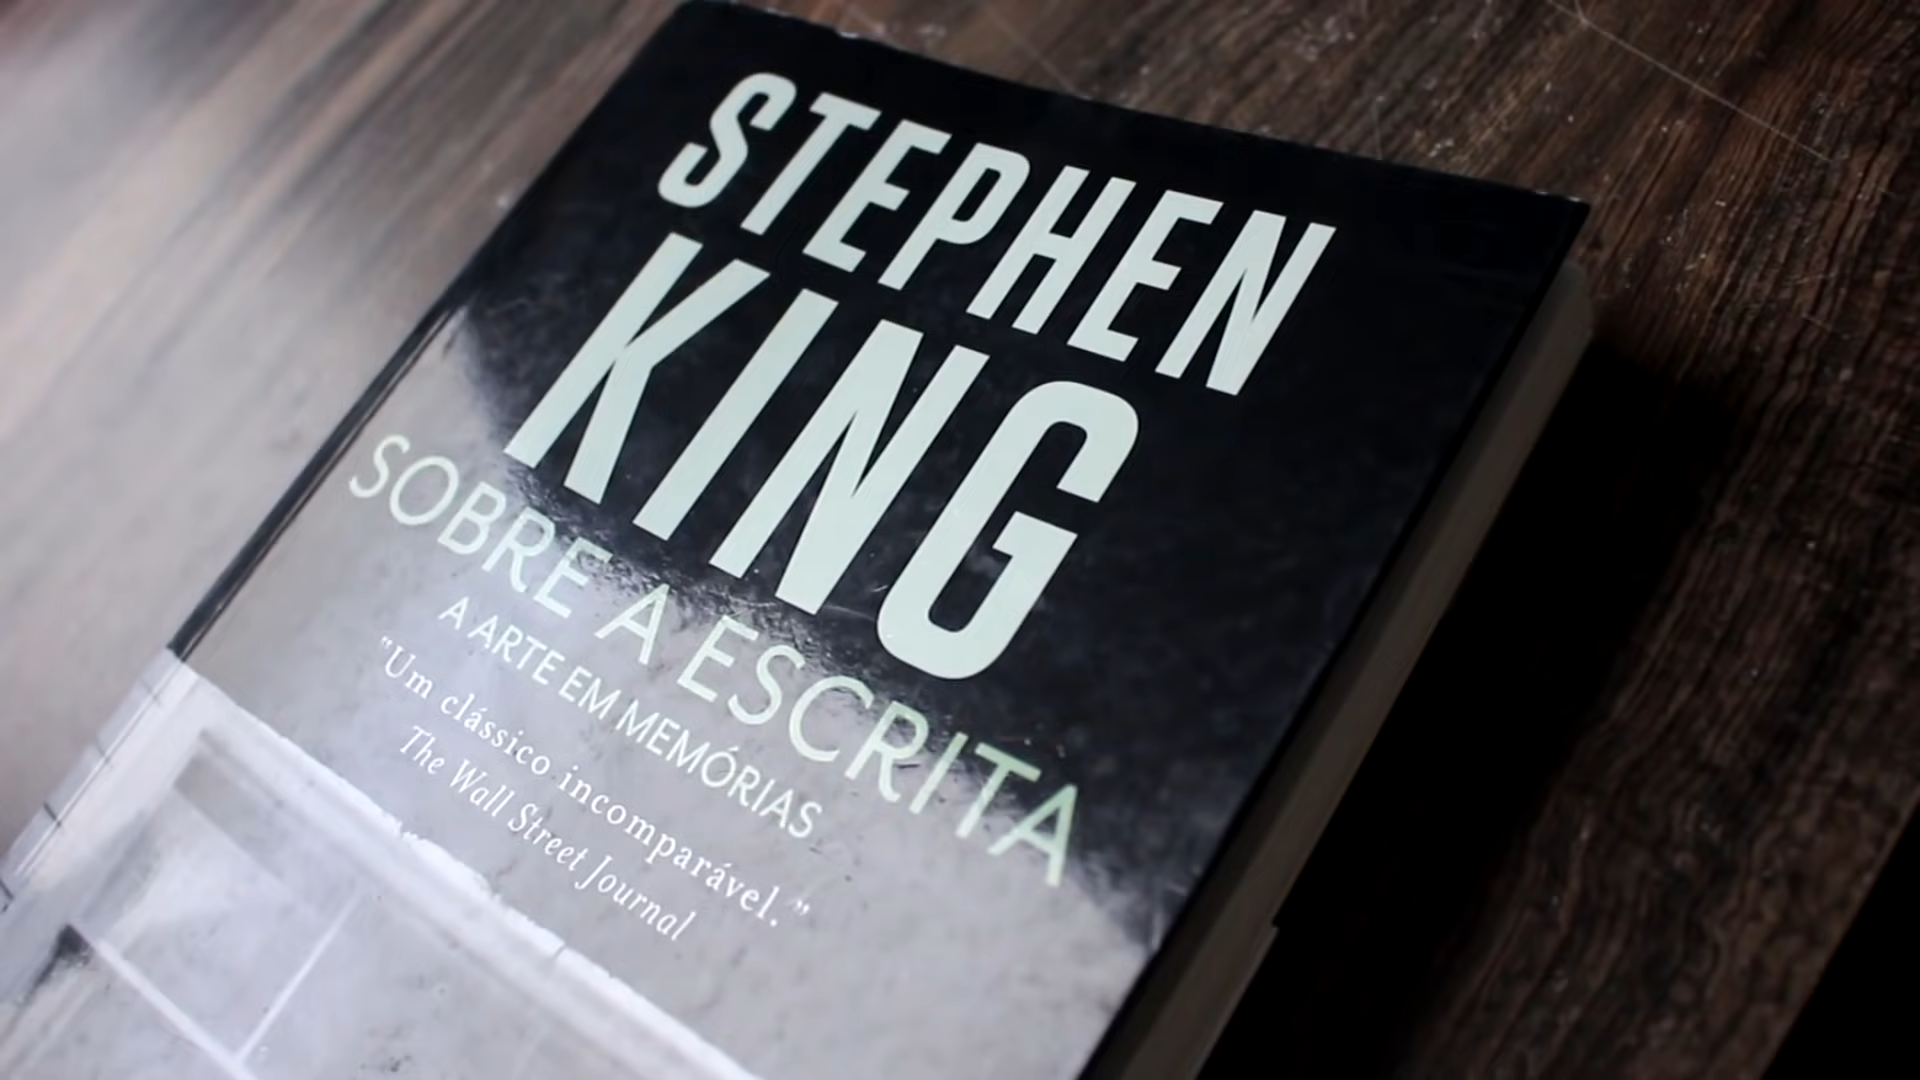 STEPHEN
KING
SOBRE A ESCRITA
A ARTE EM MEMÓRIAS
"Um clássico incomparável."
The Wall Street Journal